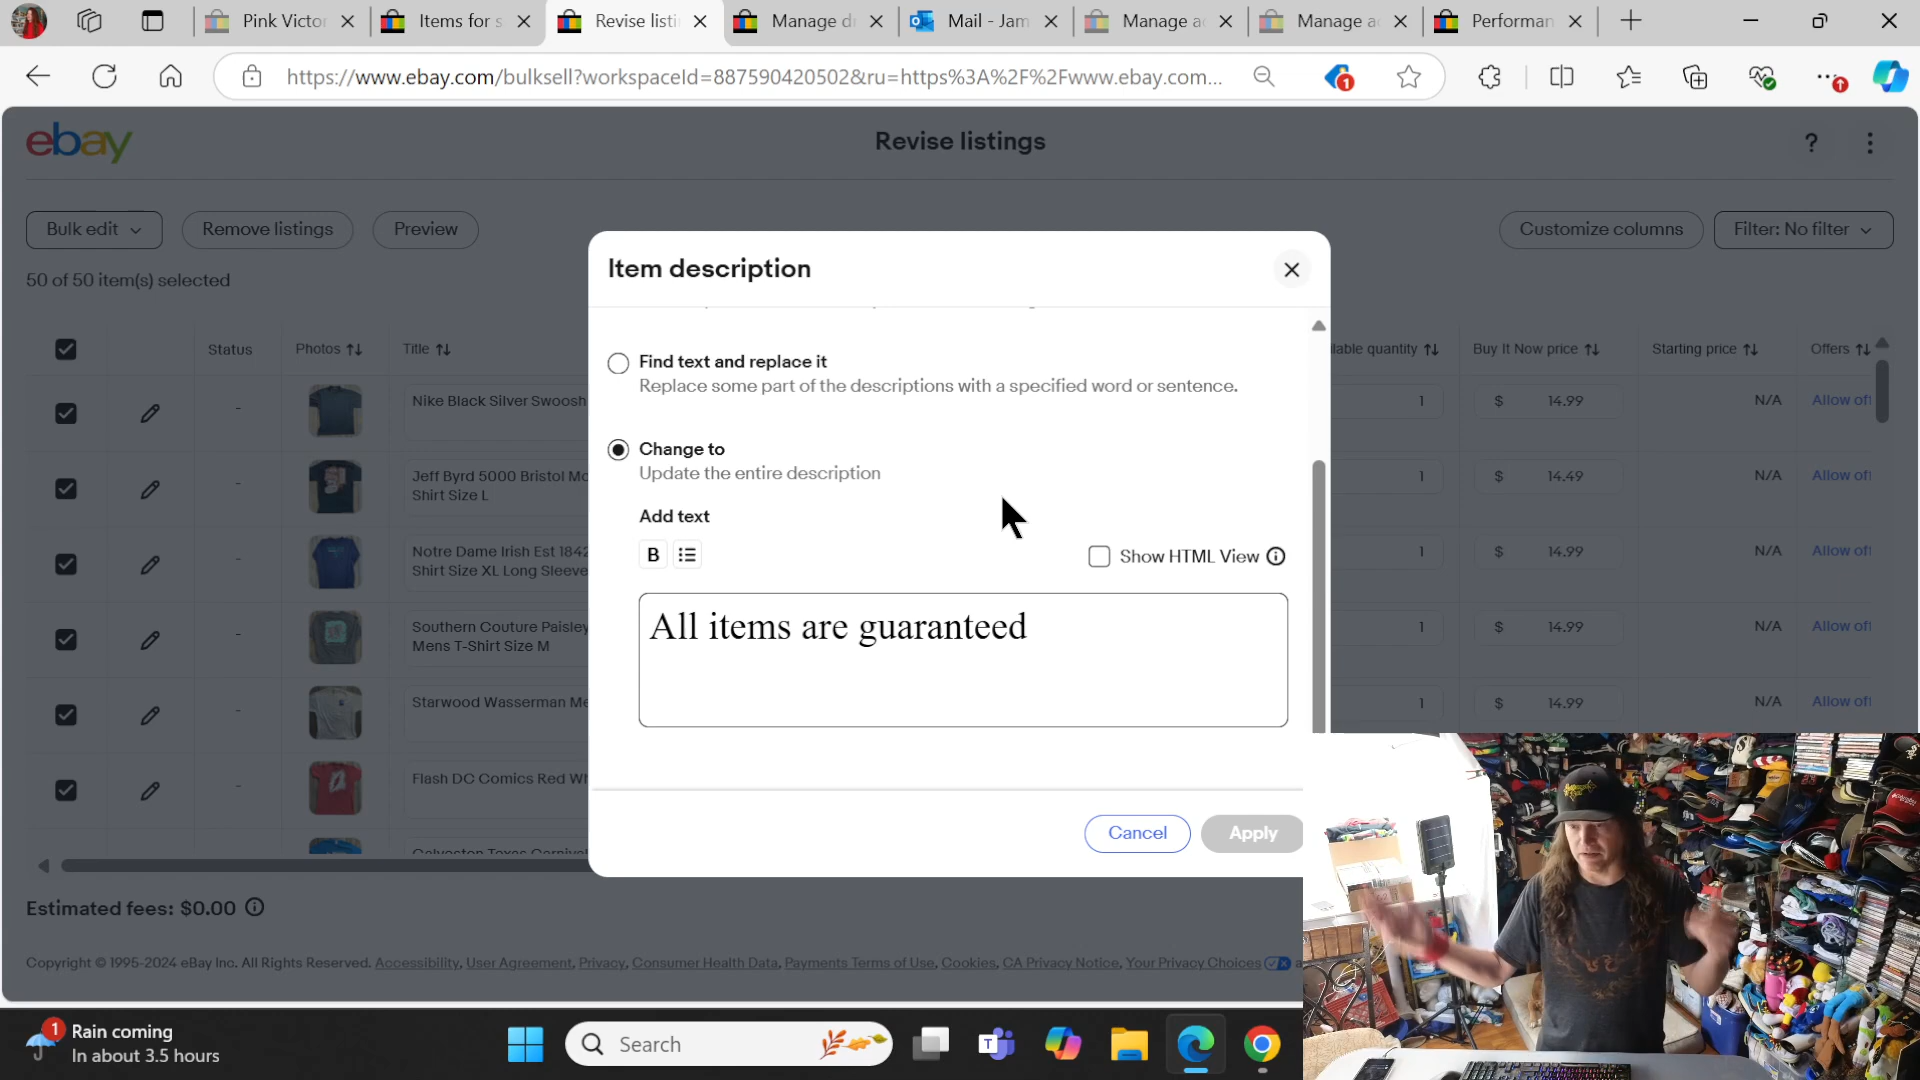 Pink Victor
Items for s
Revise listi
Manage di
Mail - Jam
Manage ac
Manage ac
Performan
https://www.ebay.com/bulksell?workspaceId=887590420502&ru=https%3A%2F%2Fwww.ebay.com...
1
ebay
Revise listings
?
Bulk edit
Remove listings
Preview
Customize columns
Filter: No filter
50 of 50 item(s) selected
Item description
Find text and replace it
Replace some part of the descriptions with a specified word or sentence.
Change to
Update the entire description
Add text
B
Show HTML View
All items are guaranteed
Cancel
Apply
Status
Photos
Title
lable quantity
Buy It Now price
Starting price
Offers
- Nike Black Silver Swoosh 1 $ 14.99 N/A Allow off
- Jeff Byrd 5000 Bristol Mo
Shirt Size L
1 $ 14.49 N/A Allow off
- Notre Dame Irish Est 1842
Shirt Size XL Long Sleeve
1 $ 14.99 N/A Allow off
- Southern Couture Paisley
Mens T-Shirt Size M
1 $ 14.99 N/A Allow off
- Starwood Wasserman Me 1 $ 14.99 N/A Allow off
- Flash DC Comics Red Wh
Galveston Texas Carnival
Estimated fees: $0.00
Copyright © 1995-2024 eBay Inc. All Rights Reserved. Accessibility, User Agreement, Privacy, Consumer Health Data, Payments Terms of Use, Cookies, CA Privacy Notice, Your Privacy Choices
1
Rain coming
In about 3.5 hours
Search